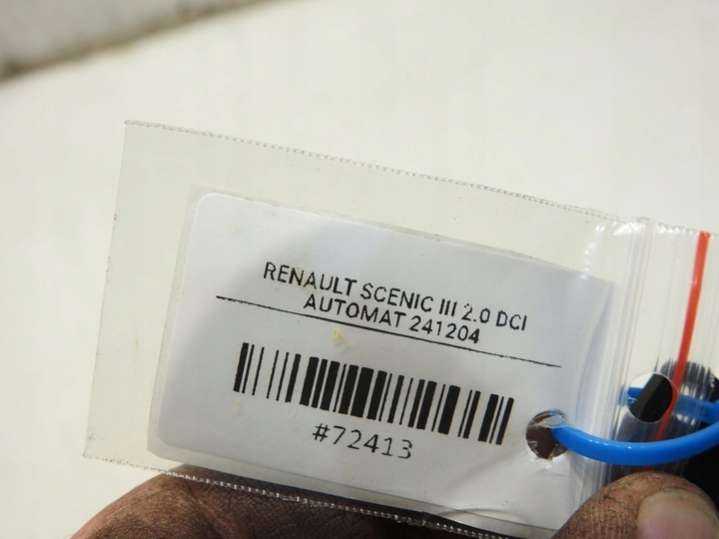 RENAULT SCENIC III 2.0 DCI
AUTOMAT 241204
#72413